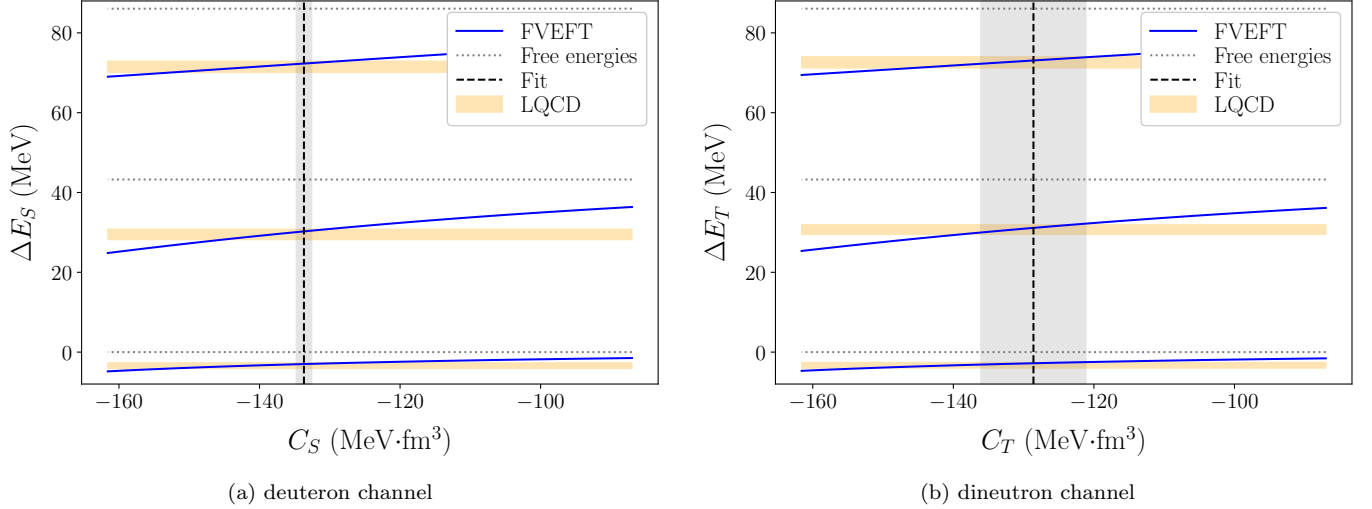 80
60
40
20
0
ΔE_S (MeV)
−160
−140
−120
−100
C_S (MeV·fm³)
FVEFT
Free energies
Fit
LQCD
(a) deuteron channel
80
60
40
20
0
ΔE_T (MeV)
−160
−140
−120
−100
C_T (MeV·fm³)
FVEFT
Free energies
Fit
LQCD
(b) dineutron channel